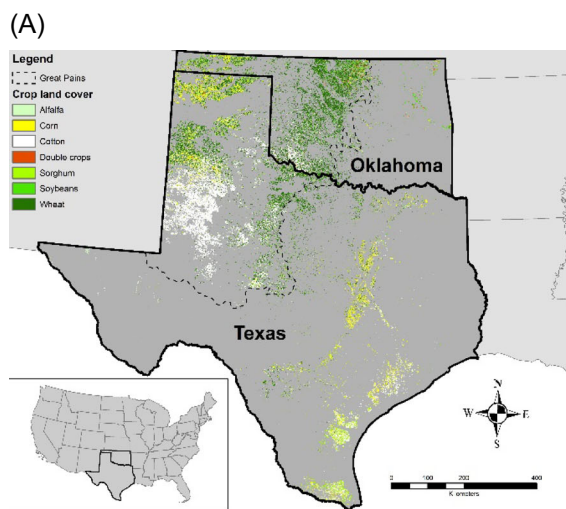 (A)
Legend
Great Pains
Crop land cover
Alfalfa
Corn
Cotton
Double crops
Sorghum
Soybeans
Wheat
Oklahoma
Texas
N
W E
S
0 100 200 400
K ometers